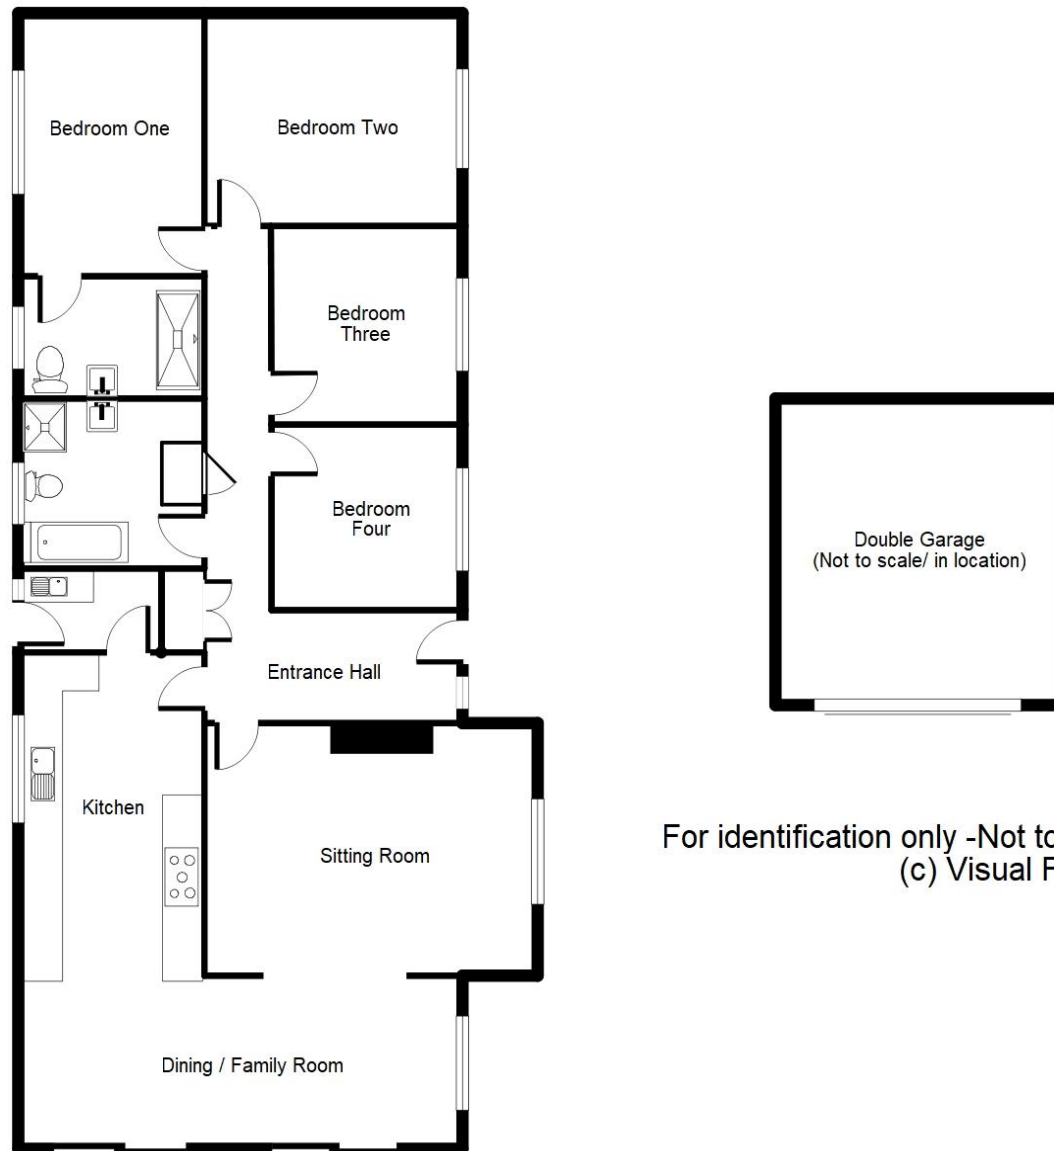 Bedroom One
Bedroom Two
Bedroom
Three
Bedroom
Four
Entrance Hall
Kitchen
Sitting Room
Dining / Family Room
Double Garage
(Not to scale/ in location)
For identification only -Not to
(c) Visual